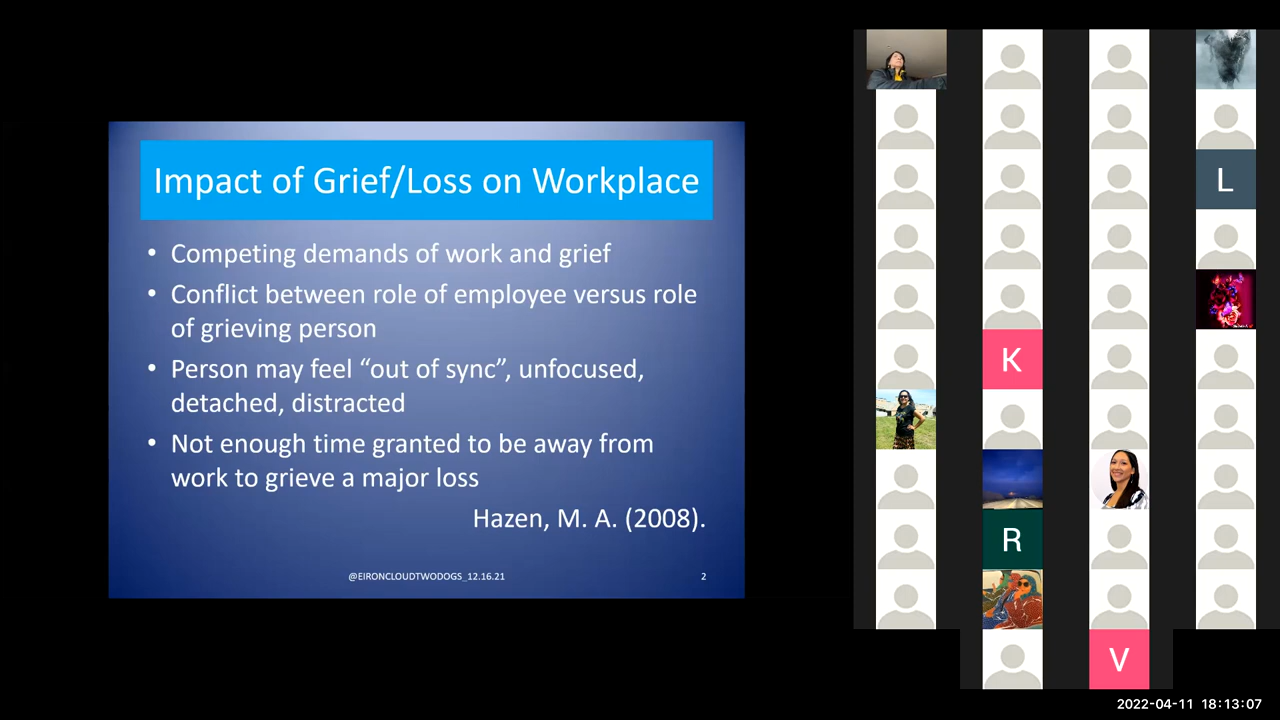 Impact of Grief/Loss on Workplace
• Competing demands of work and grief
• Conflict between role of employee versus role
of grieving person
• Person may feel “out of sync”, unfocused,
detached, distracted
• Not enough time granted to be away from
work to grieve a major loss
Hazen, M. A. (2008).
@EIRONCLOUDTWODOGS_12.16.21
2
L
K
R
V
2022-04-11 18:13:07